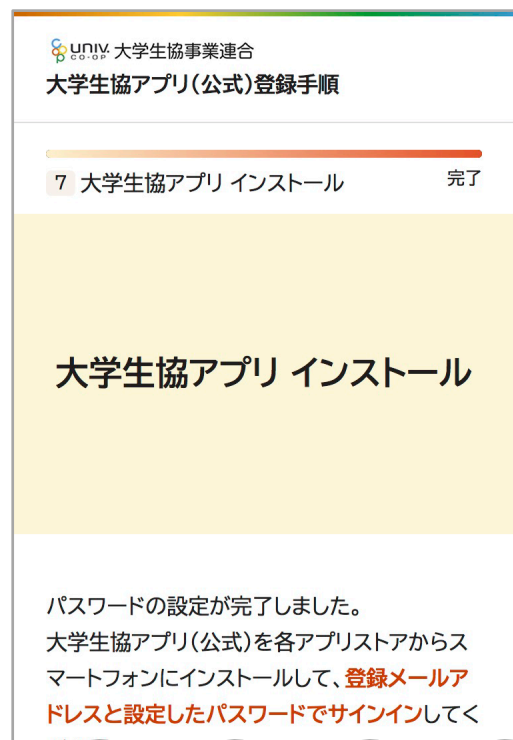 univ. 大学生協事業連合
CO-OP
大学生協アプリ（公式）登録手順
7 大学生協アプリ インストール 完了
大学生協アプリ インストール
パスワードの設定が完了しました。
大学生協アプリ（公式）を各アプリストアからス
マートフォンにインストールして、登録メールア
ドレスと設定したパスワードでサインインしてく